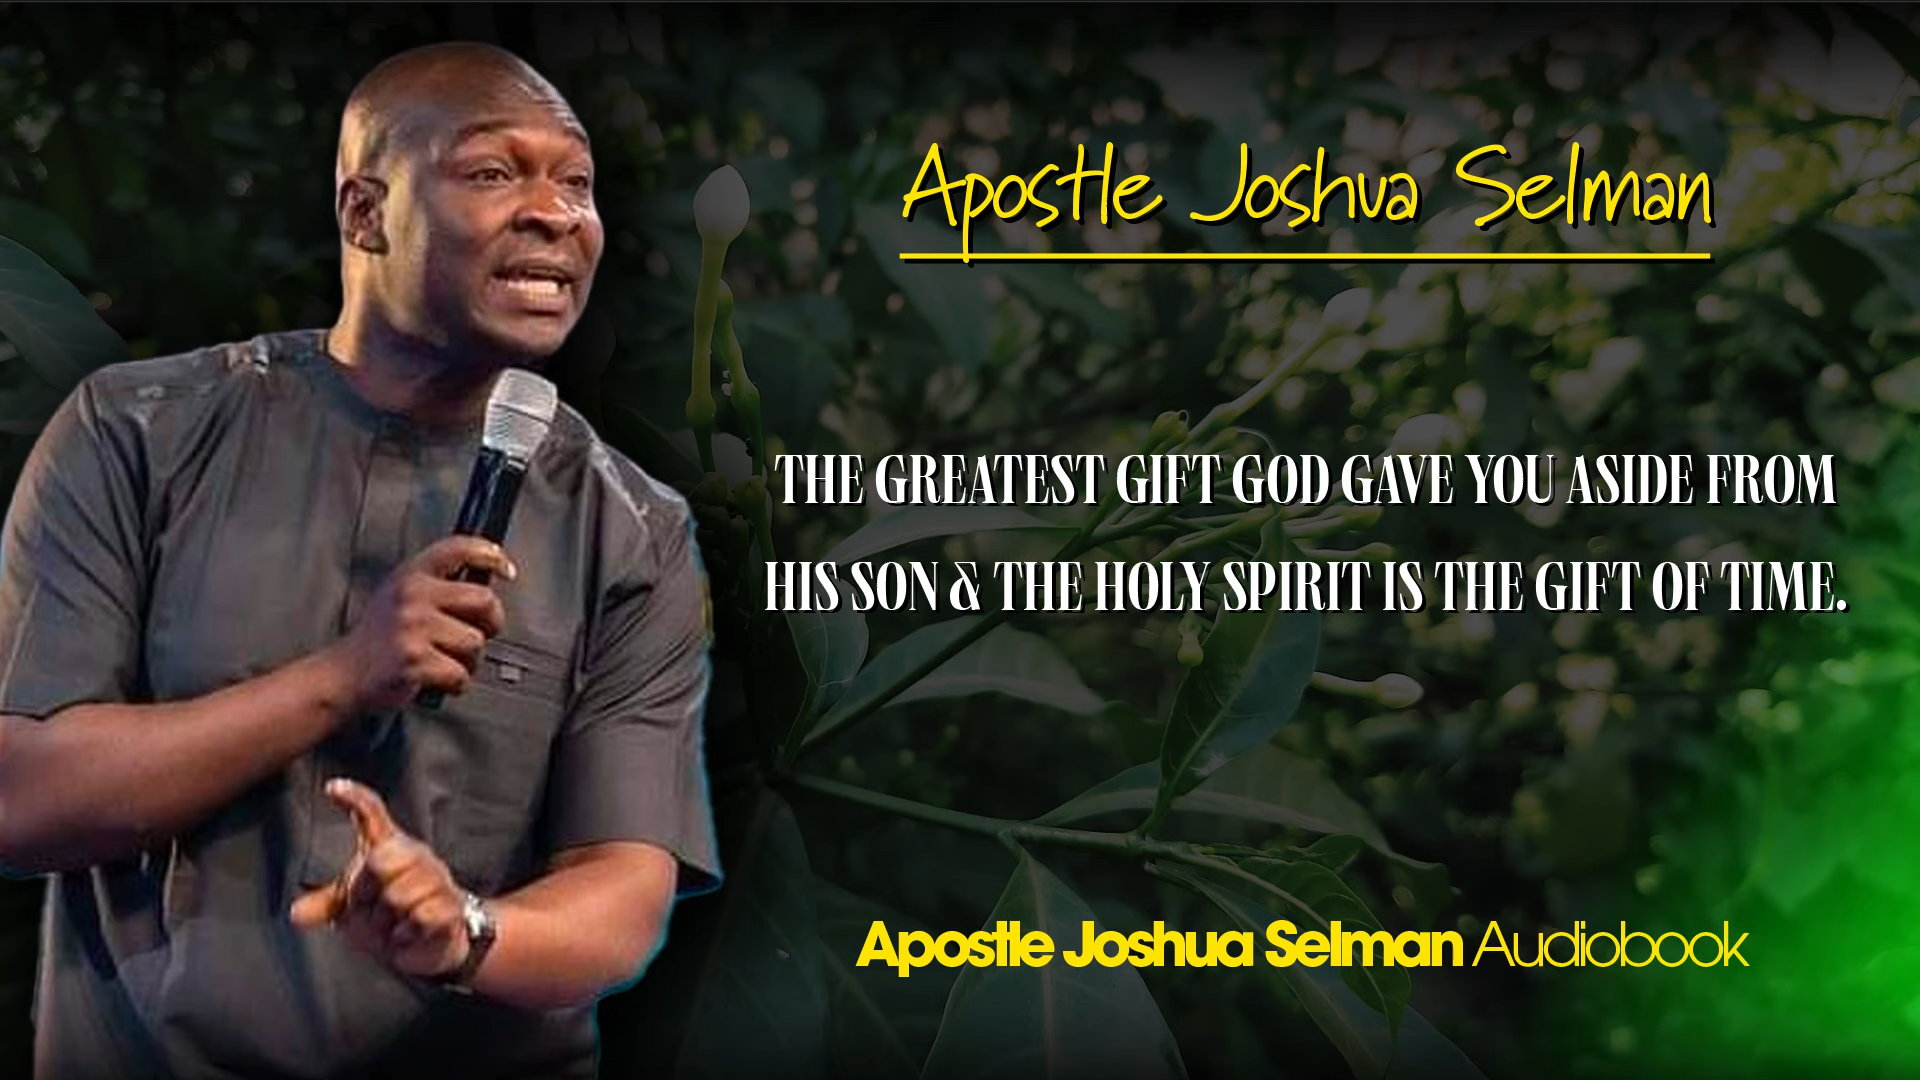 Apostle Joshua Selman
THE GREATEST GIFT GOD GAVE YOU ASIDE FROM
HIS SON & THE HOLY SPIRIT IS THE GIFT OF TIME.
Apostle Joshua Selman Audiobook